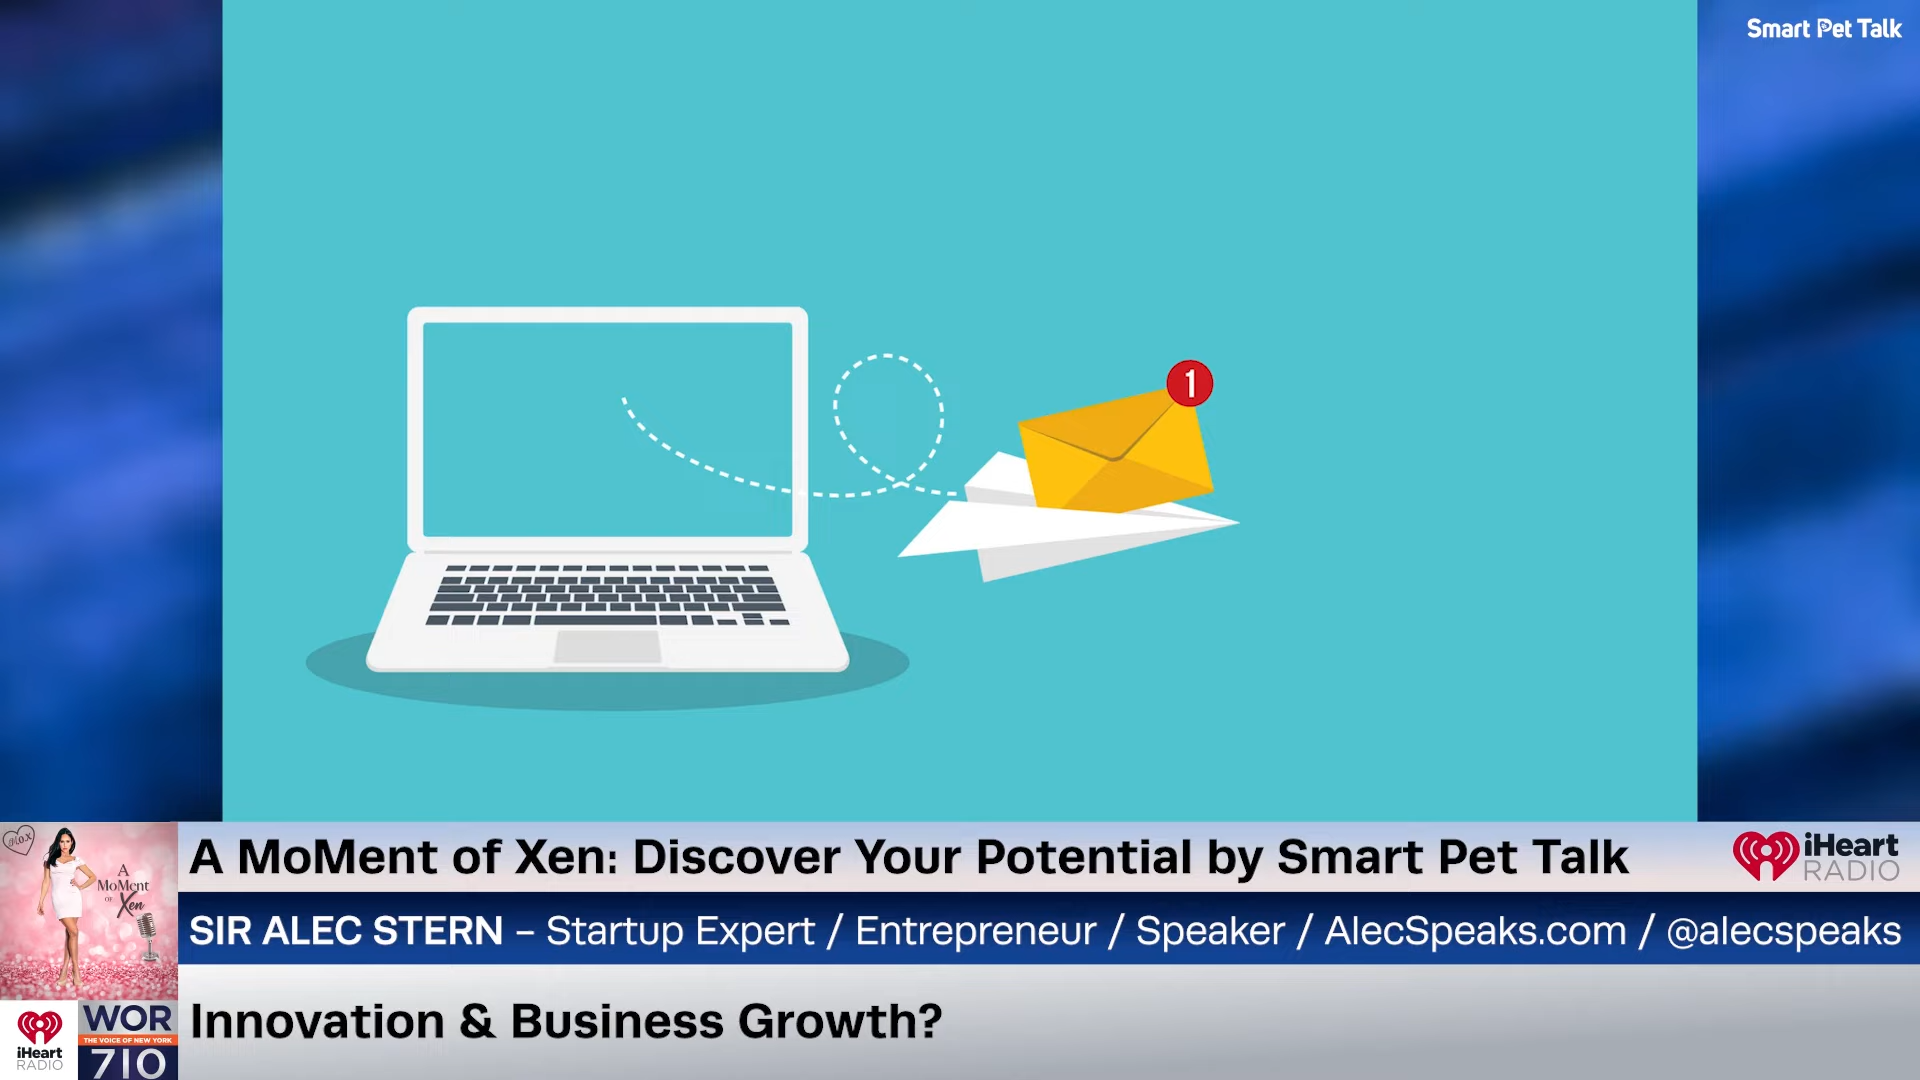 Smart Pet Talk
1
A MoMent of Xen: Discover Your Potential by Smart Pet Talk
iHeart
RADIO
SIR ALEC STERN – Startup Expert / Entrepreneur / Speaker / AlecSpeaks.com / @alecspeaks
Innovation & Business Growth?
M.o.X
A
MoMent
OF Xen
iHeart
RADIO
WOR
THE VOICE OF NEW YORK
710